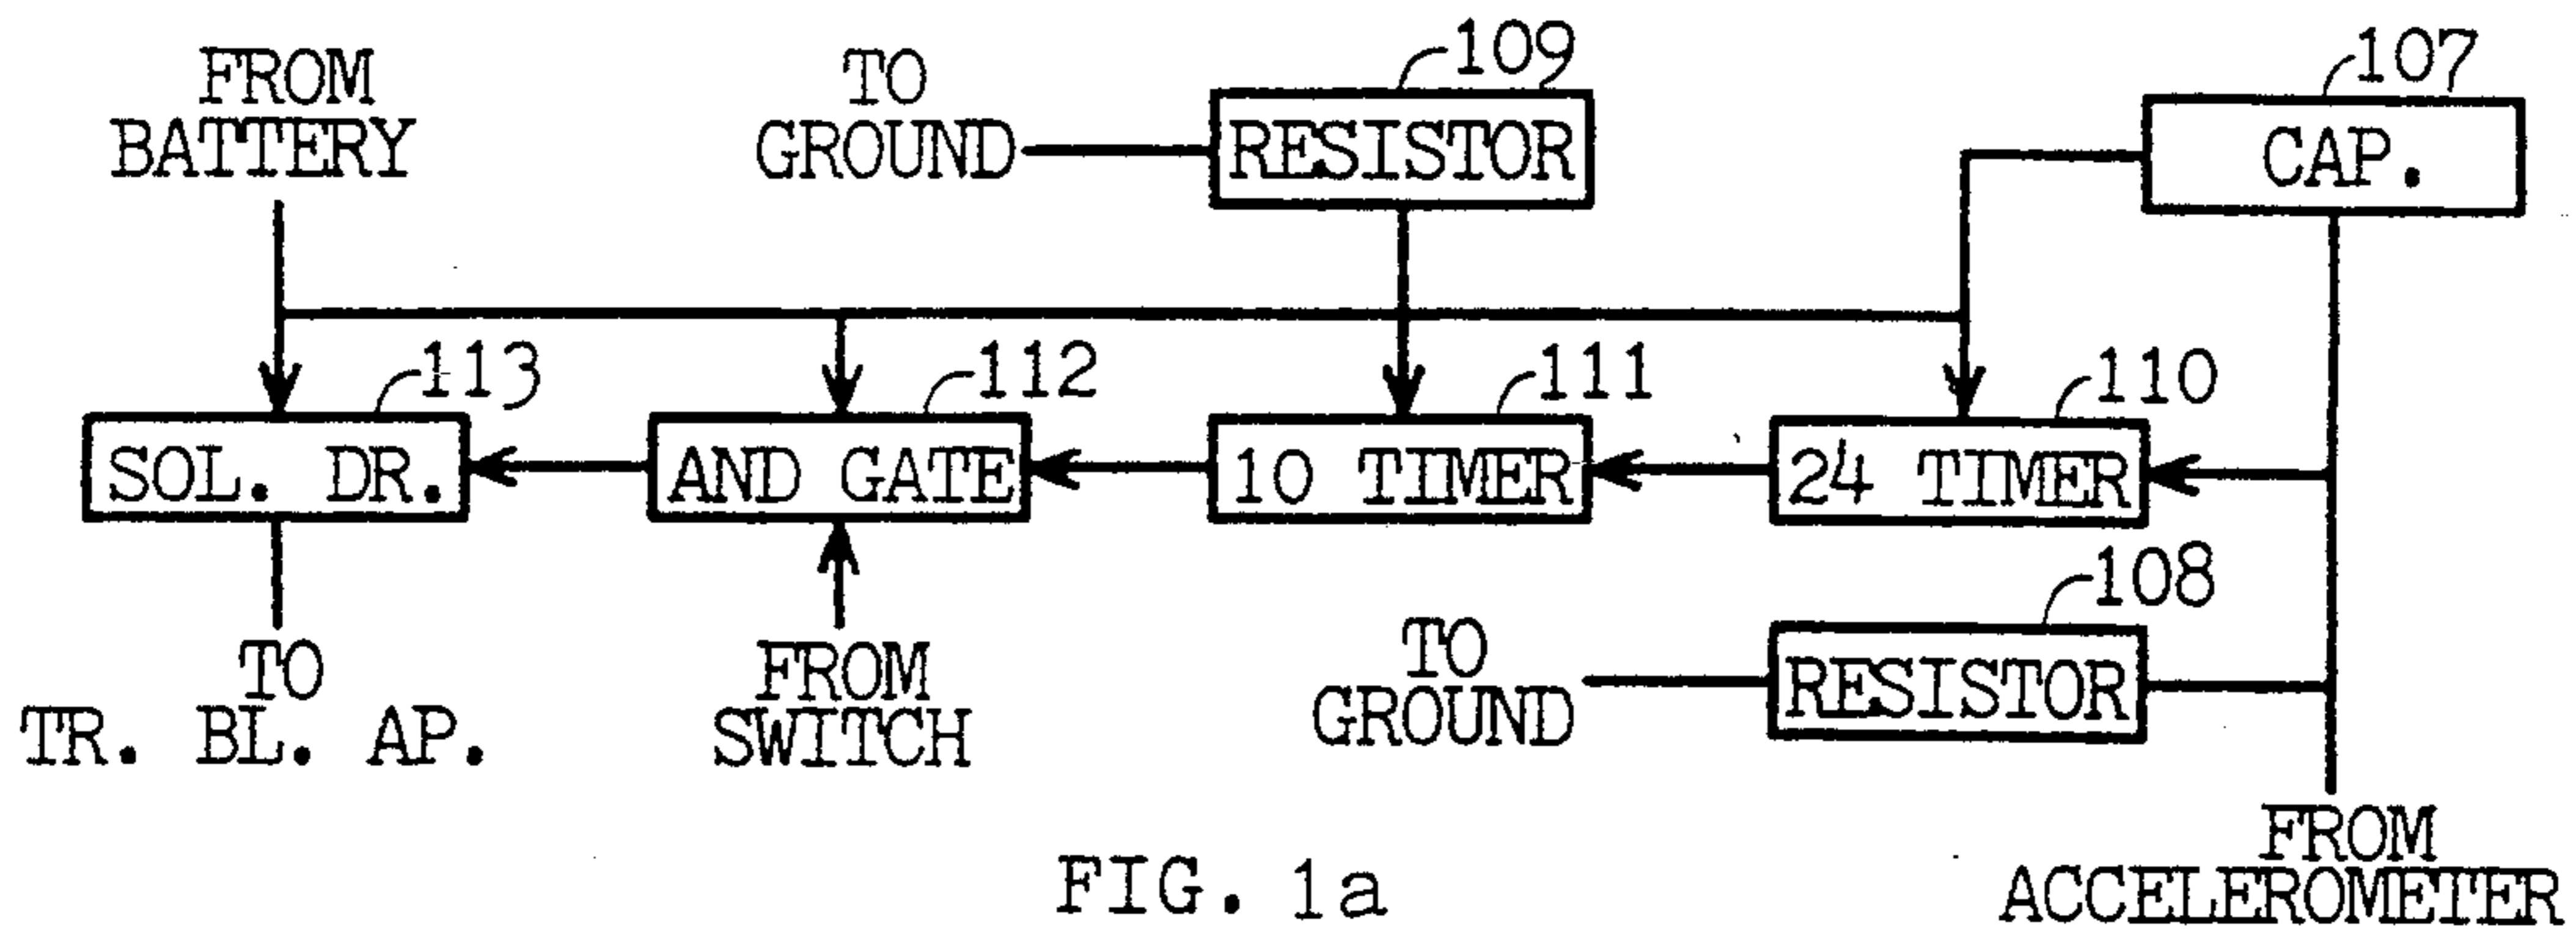 FROM
BATTERY
TO
GROUND
109
RESISTOR
107
CAP.
113
SOL. DR.
112
AND GATE
111
10 TIMER
110
24 TIMER
108
RESISTOR
TO
GROUND
TO
TR. BL. AP.
FROM
SWITCH
FROM
ACCELEROMETER
FIG. 1a